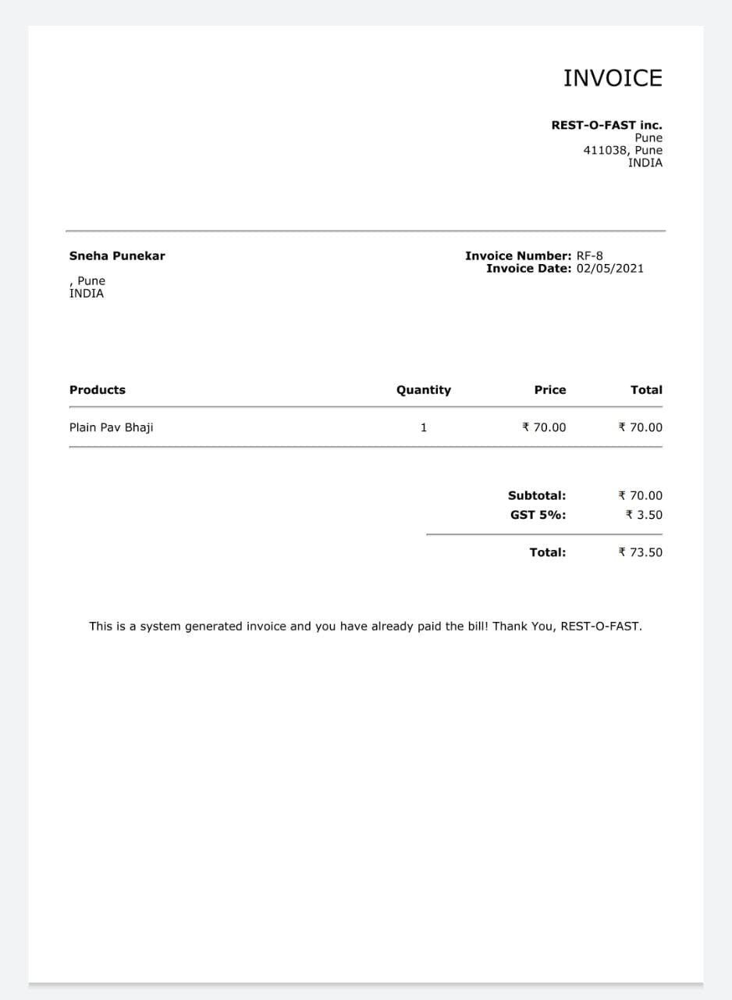 INVOICE
REST-O-FAST inc.
Pune
411038, Pune
INDIA
Sneha Punekar
, Pune
INDIA
Invoice Number: RF-8
Invoice Date: 02/05/2021
Products Quantity Price Total
Plain Pav Bhaji 1 ₹ 70.00 ₹ 70.00
Subtotal: ₹ 70.00
GST 5%: ₹ 3.50
Total: ₹ 73.50
This is a system generated invoice and you have already paid the bill! Thank You, REST-O-FAST.